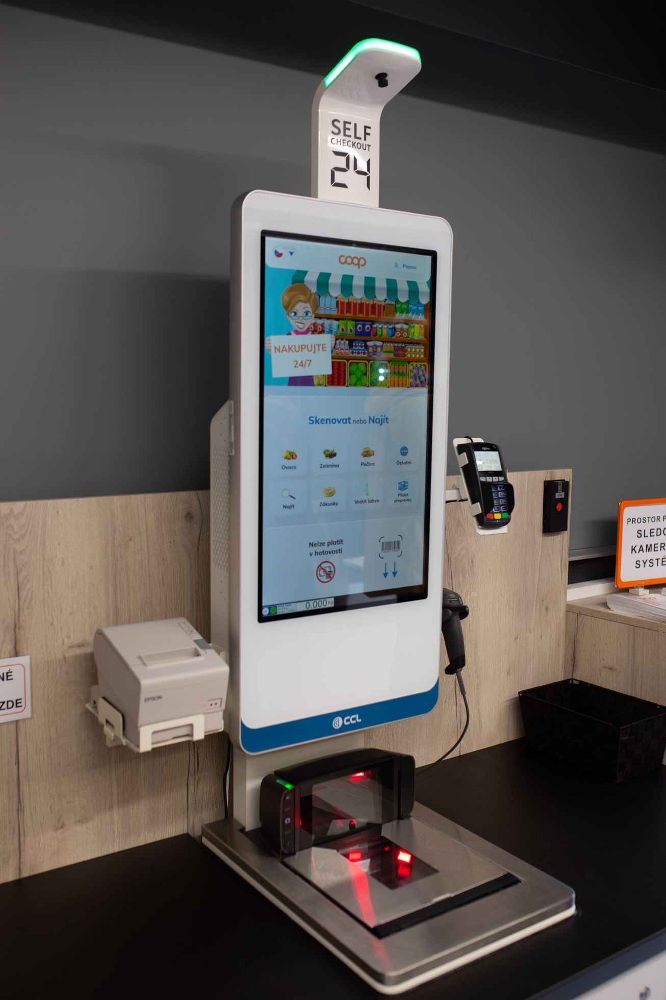 SELF
CHECKOUT
24
coop
Pomoc
NAKUPUJTE
24/7
Skenovat nebo Najít
Ovoce
Zelenina
Pečivo
Ostatní
Najít
Zákusky
Vrátit láhve
Přidat
přepravku
Nelze platit
v hotovosti
0.000 kg
CCL
EPSON
ČSOB
PROSTOR P
SLEDO
KAMER
SYSTÉ
NÉ
ZDE